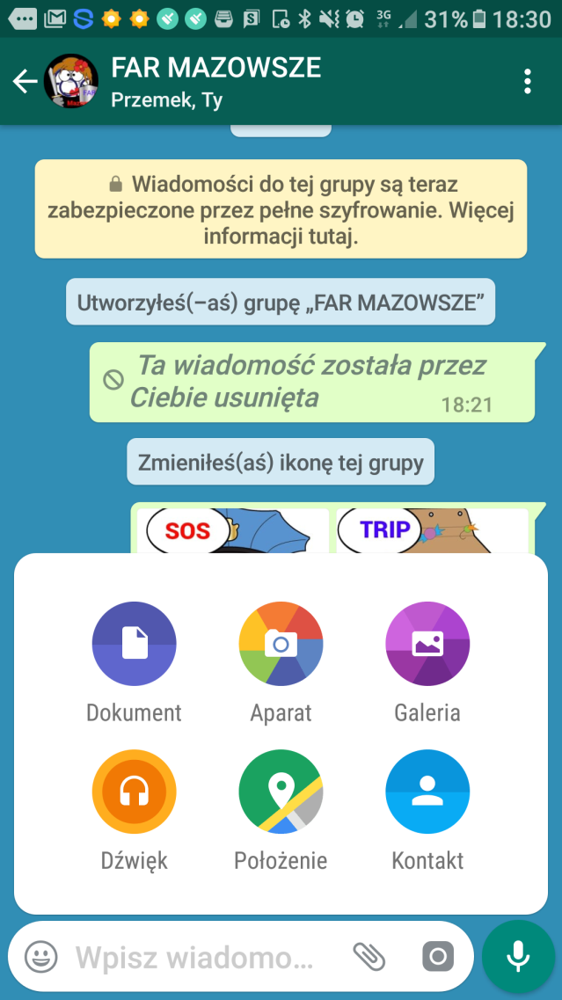 3G 31% 18:30
FAR MAZOWSZE
Przemek, Ty
Wiadomości do tej grupy są teraz
zabezpieczone przez pełne szyfrowanie. Więcej
informacji tutaj.
Utworzyłeś(–aś) grupę „FAR MAZOWSZE”
Ta wiadomość została przez
Ciebie usunięta
18:21
Zmieniłeś(aś) ikonę tej grupy
SOS TRIP
Dokument Aparat Galeria
Dźwięk Położenie Kontakt
Wpisz wiadomo...